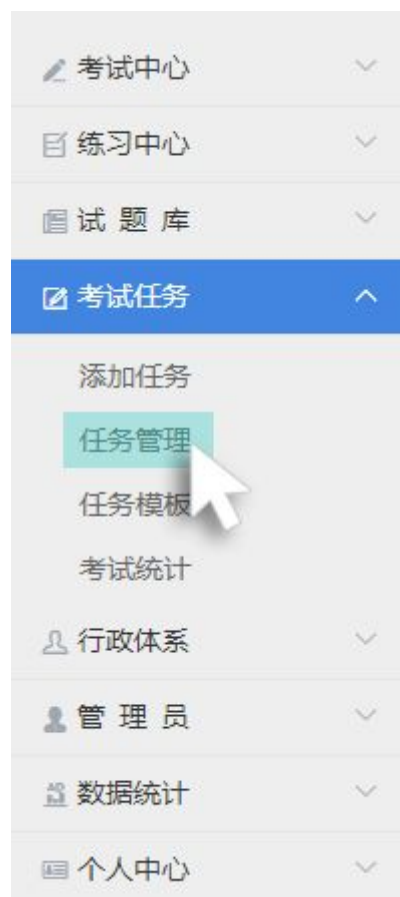 考试中心
练习中心
试 题 库
考试任务
添加任务
任务管理
任务模板
考试统计
行政体系
管 理 员
数据统计
个人中心